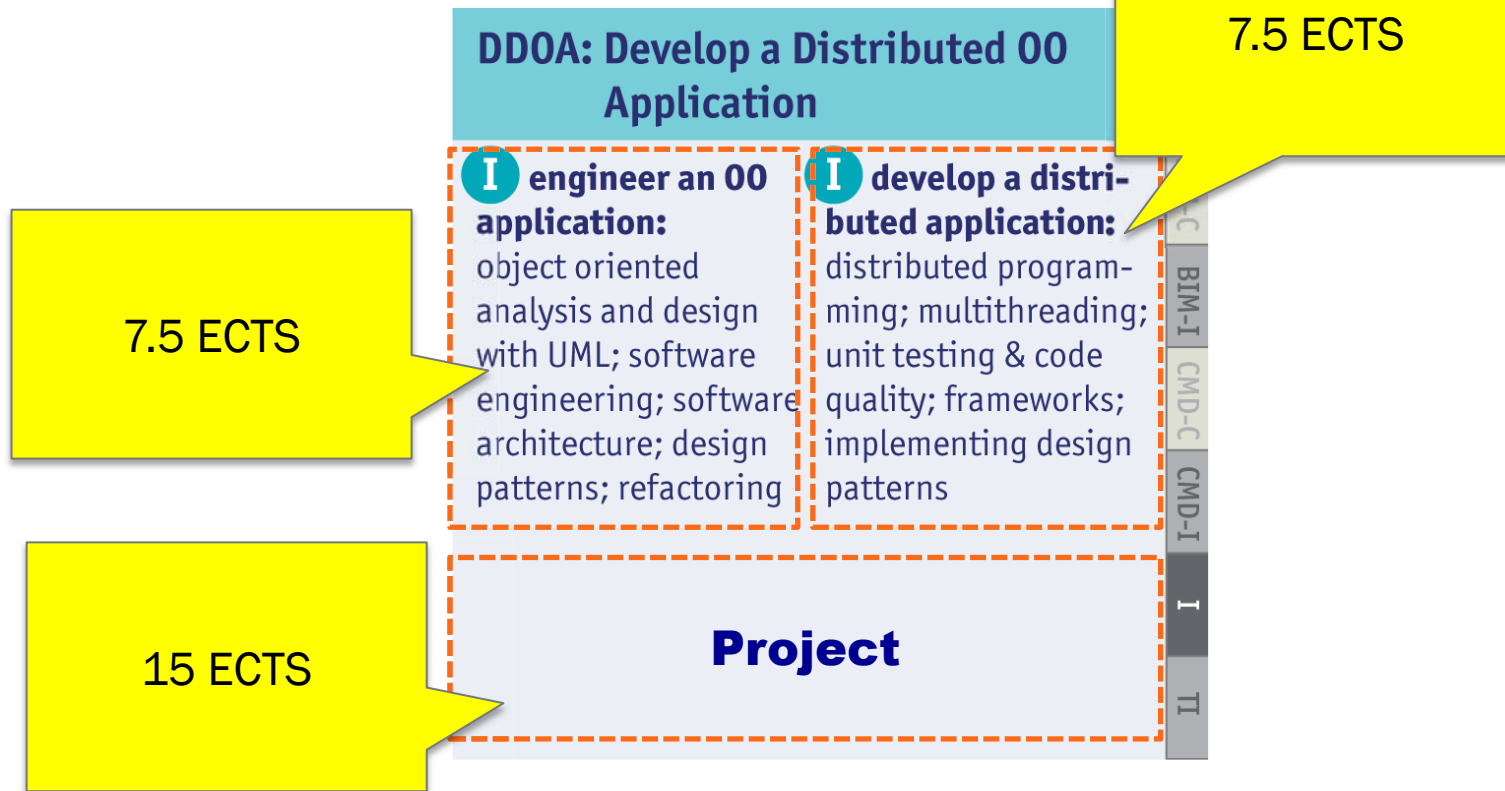 7.5 ECTS
DDOA: Develop a Distributed OO
Application
I engineer an OO
application:
object oriented
analysis and design
with UML; software
engineering; software
architecture; design
patterns; refactoring
I develop a distri-
buted application:
distributed program-
ming; multithreading;
unit testing & code
quality; frameworks;
implementing design
patterns
7.5 ECTS
Project
15 ECTS
-C
BIM-I
CMD-C
CMD-I
I
TI